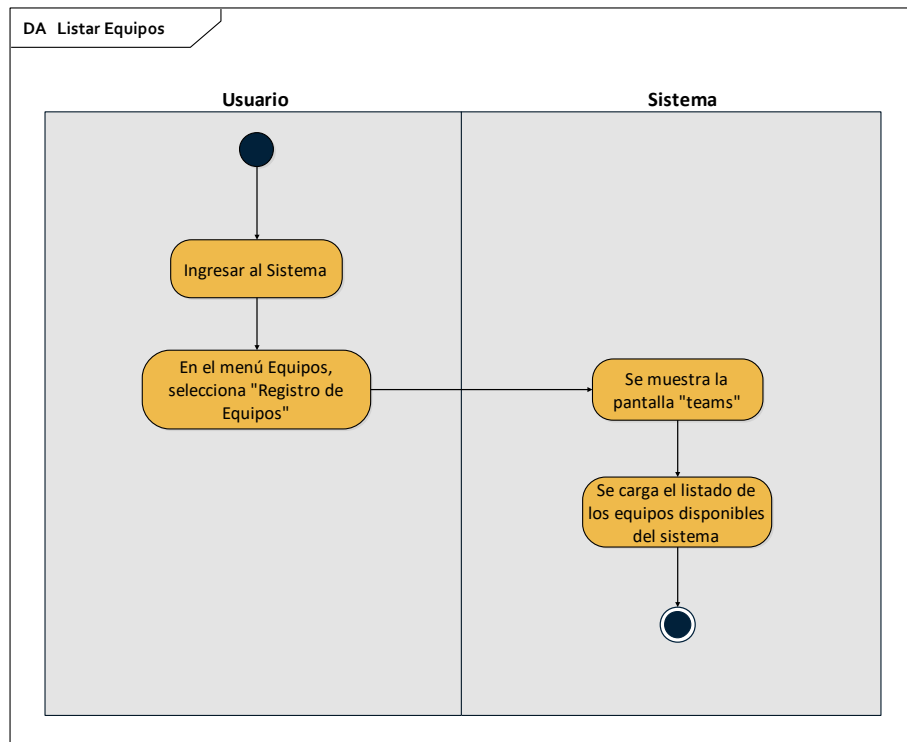 DA Listar Equipos
Usuario
Sistema
Ingresar al Sistema
En el menú Equipos,
selecciona "Registro de
Equipos"
Se muestra la
pantalla "teams"
Se carga el listado de
los equipos disponibles
del sistema